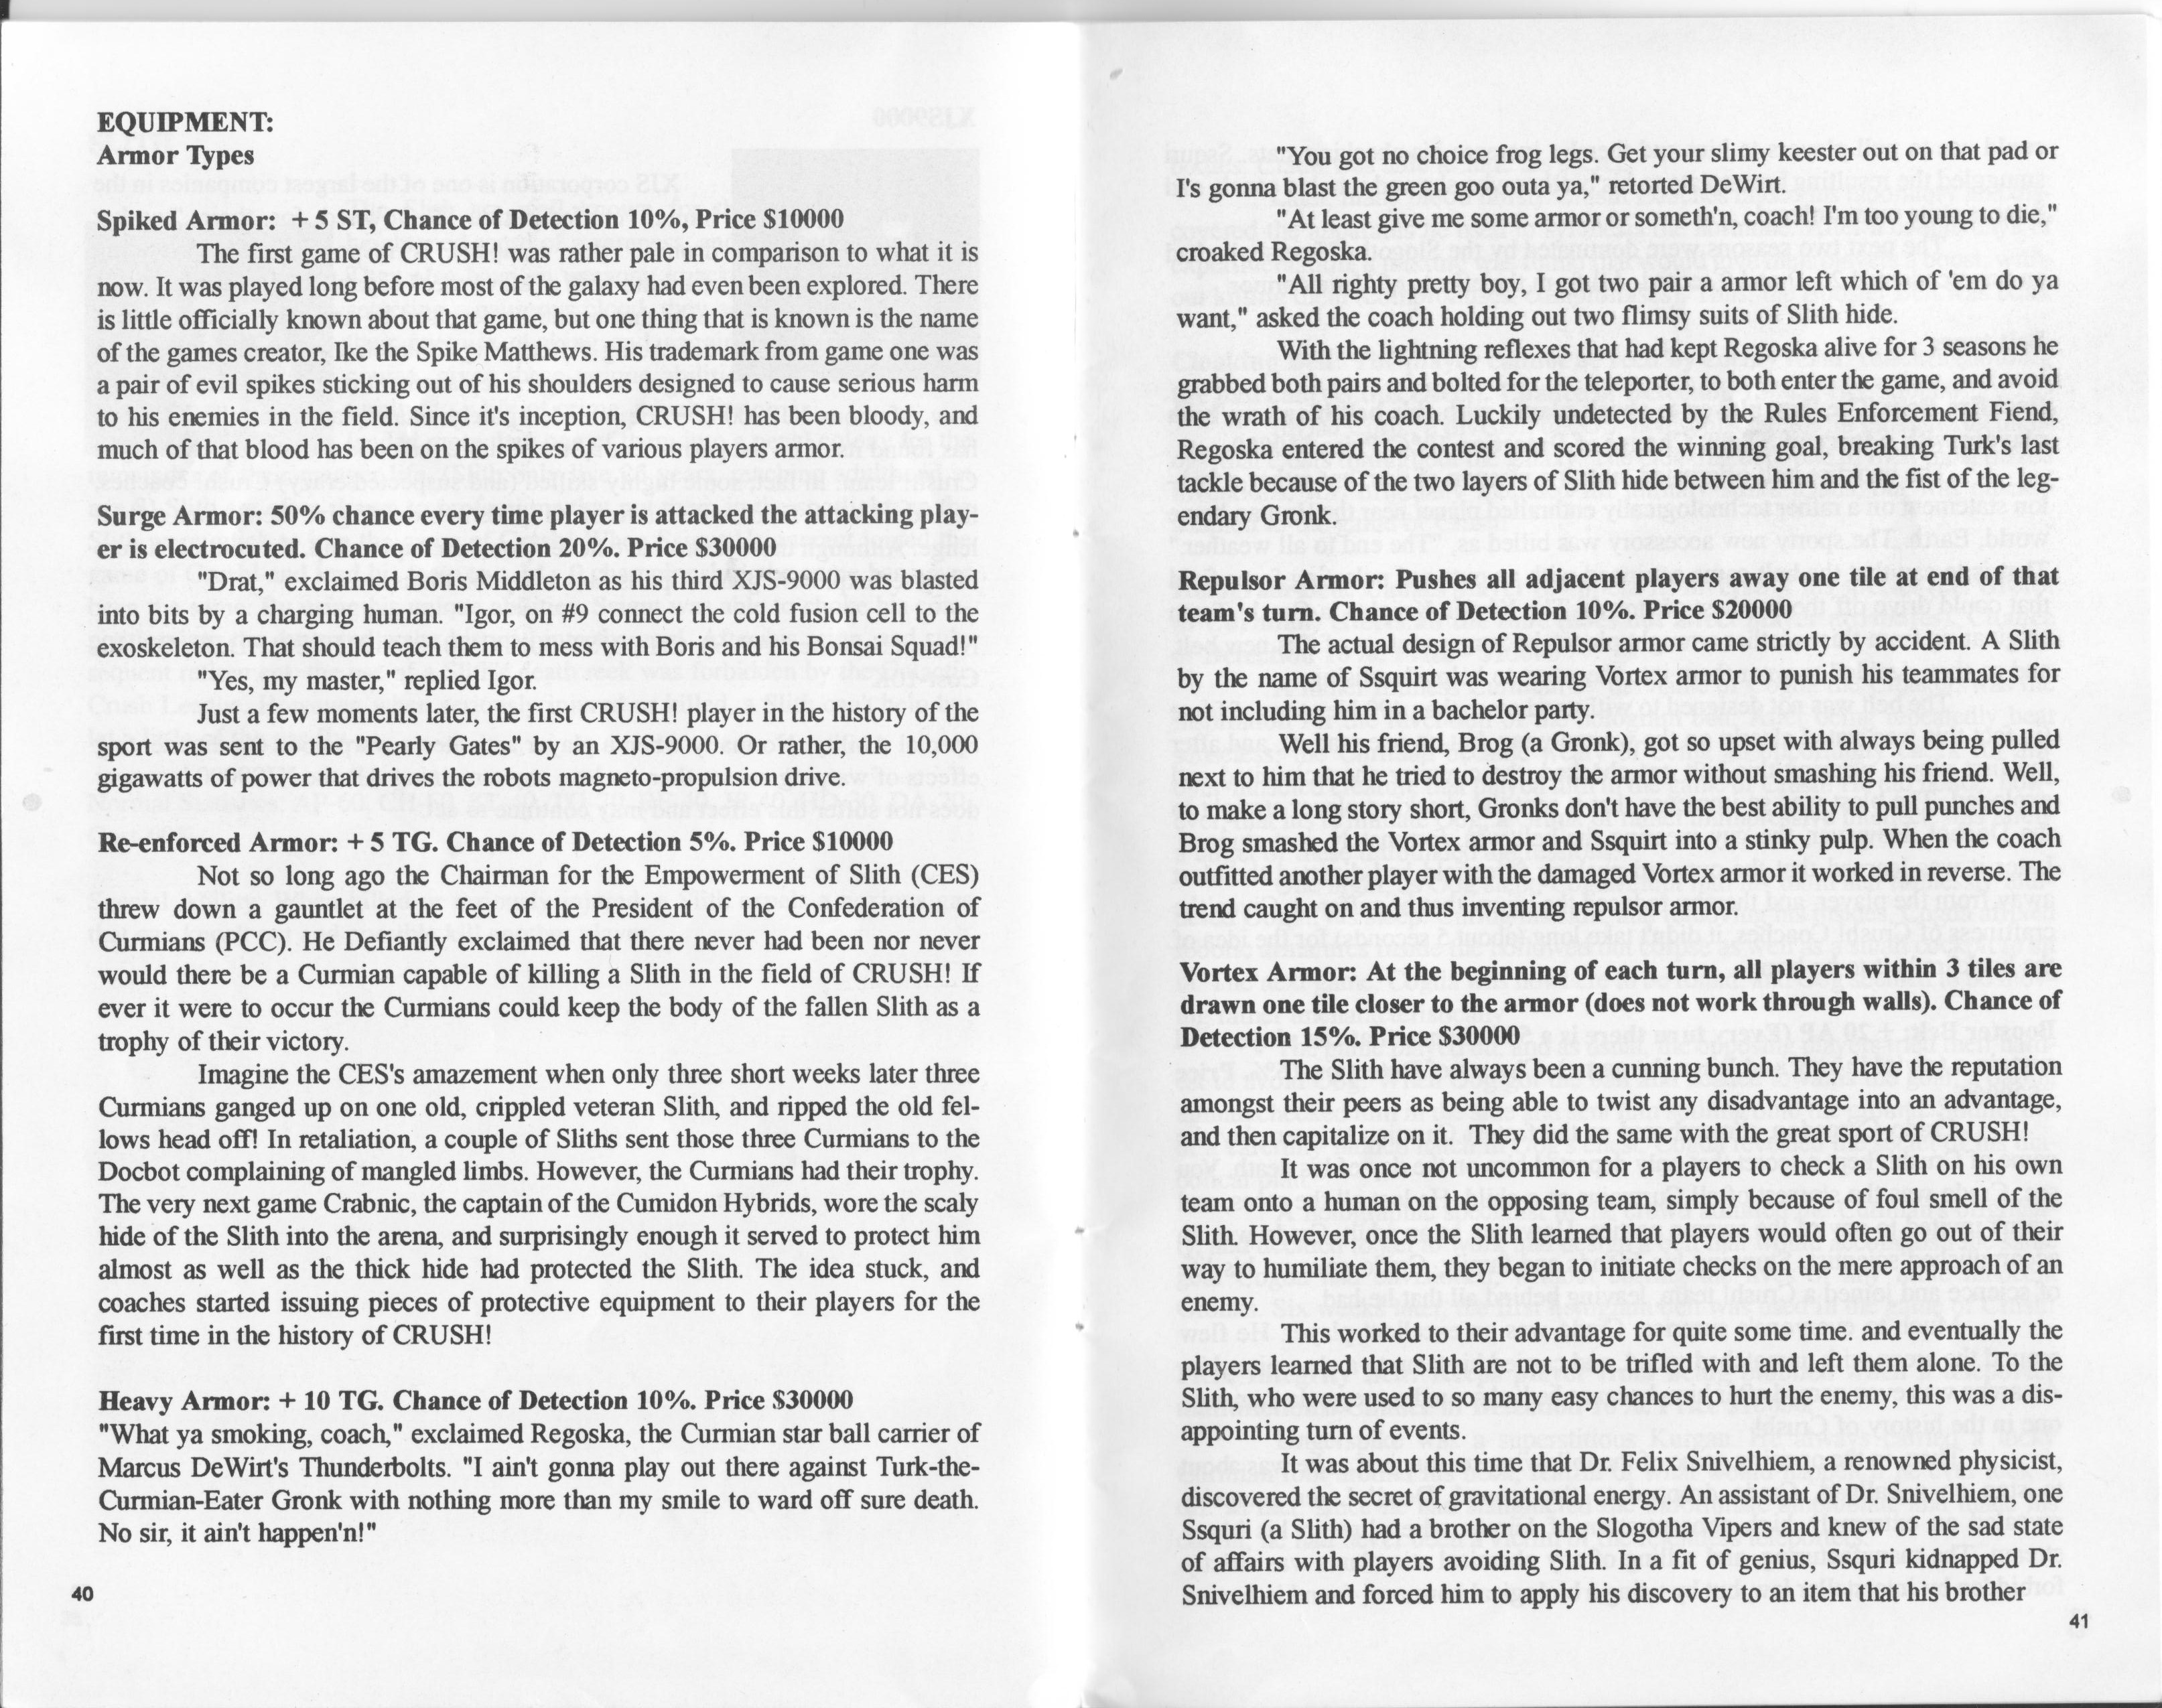 EQUIPMENT:
Armor Types
Spiked Armor: + 5 ST, Chance of Detection 10%, Price $10000
The first game of CRUSH! was rather pale in comparison to what it is
now. It was played long before most of the galaxy had even been explored. There
is little officially known about that game, but one thing that is known is the name
of the games creator, Ike the Spike Matthews. His trademark from game one was
a pair of evil spikes sticking out of his shoulders designed to cause serious harm
to his enemies in the field. Since it's inception, CRUSH! has been bloody, and
much of that blood has been on the spikes of various players armor.
Surge Armor: 50% chance every time player is attacked the attacking play-
er is electrocuted. Chance of Detection 20%. Price $30000
"Drat," exclaimed Boris Middleton as his third XJS-9000 was blasted
into bits by a charging human. "Igor, on #9 connect the cold fusion cell to the
exoskeleton. That should teach them to mess with Boris and his Bonsai Squad!"
"Yes, my master," replied Igor.
Just a few moments later, the first CRUSH! player in the history of the
sport was sent to the "Pearly Gates" by an XJS-9000. Or rather, the 10,000
gigawatts of power that drives the robots magneto-propulsion drive.
Re-enforced Armor: + 5 TG. Chance of Detection 5%. Price $10000
Not so long ago the Chairman for the Empowerment of Slith (CES)
threw down a gauntlet at the feet of the President of the Confederation of
Curmians (PCC). He Defiantly exclaimed that there never had been nor never
would there be a Curmian capable of killing a Slith in the field of CRUSH! If
ever it were to occur the Curmians could keep the body of the fallen Slith as a
trophy of their victory.
Imagine the CES's amazement when only three short weeks later three
Curmians ganged up on one old, crippled veteran Slith, and ripped the old fel-
lows head off! In retaliation, a couple of Sliths sent those three Curmians to the
Docbot complaining of mangled limbs. However, the Curmians had their trophy.
The very next game Crabnic, the captain of the Cumidon Hybrids, wore the scaly
hide of the Slith into the arena, and surprisingly enough it served to protect him
almost as well as the thick hide had protected the Slith. The idea stuck, and
coaches started issuing pieces of protective equipment to their players for the
first time in the history of CRUSH!
Heavy Armor: + 10 TG. Chance of Detection 10%. Price $30000
"What ya smoking, coach," exclaimed Regoska, the Curmian star ball carrier of
Marcus DeWirt's Thunderbolts. "I ain't gonna play out there against Turk-the-
Curmian-Eater Gronk with nothing more than my smile to ward off sure death.
No sir, it ain't happen'n!"
40
"You got no choice frog legs. Get your slimy keester out on that pad or
I's gonna blast the green goo outa ya," retorted DeWirt.
"At least give me some armor or someth'n, coach! I'm too young to die,"
croaked Regoska.
"All righty pretty boy, I got two pair a armor left which of 'em do ya
want," asked the coach holding out two flimsy suits of Slith hide.
With the lightning reflexes that had kept Regoska alive for 3 seasons he
grabbed both pairs and bolted for the teleporter, to both enter the game, and avoid
the wrath of his coach. Luckily undetected by the Rules Enforcement Fiend,
Regoska entered the contest and scored the winning goal, breaking Turk's last
tackle because of the two layers of Slith hide between him and the fist of the leg-
endary Gronk.
Repulsor Armor: Pushes all adjacent players away one tile at end of that
team's turn. Chance of Detection 10%. Price $20000
The actual design of Repulsor armor came strictly by accident. A Slith
by the name of Ssquirt was wearing Vortex armor to punish his teammates for
not including him in a bachelor party.
Well his friend, Brog (a Gronk), got so upset with always being pulled
next to him that he tried to destroy the armor without smashing his friend. Well,
to make a long story short, Gronks don't have the best ability to pull punches and
Brog smashed the Vortex armor and Ssquirt into a stinky pulp. When the coach
outfitted another player with the damaged Vortex armor it worked in reverse. The
trend caught on and thus inventing repulsor armor.
Vortex Armor: At the beginning of each turn, all players within 3 tiles are
drawn one tile closer to the armor (does not work through walls). Chance of
Detection 15%. Price $30000
The Slith have always been a cunning bunch. They have the reputation
amongst their peers as being able to twist any disadvantage into an advantage,
and then capitalize on it. They did the same with the great sport of CRUSH!
It was once not uncommon for a players to check a Slith on his own
team onto a human on the opposing team, simply because of foul smell of the
Slith. However, once the Slith learned that players would often go out of their
way to humiliate them, they began to initiate checks on the mere approach of an
enemy.
This worked to their advantage for quite some time. and eventually the
players learned that Slith are not to be trifled with and left them alone. To the
Slith, who were used to so many easy chances to hurt the enemy, this was a dis-
appointing turn of events.
It was about this time that Dr. Felix Snivelhiem, a renowned physicist,
discovered the secret of gravitational energy. An assistant of Dr. Snivelhiem, one
Ssquri (a Slith) had a brother on the Slogotha Vipers and knew of the sad state
of affairs with players avoiding Slith. In a fit of genius, Ssquri kidnapped Dr.
Snivelhiem and forced him to apply his discovery to an item that his brother
41